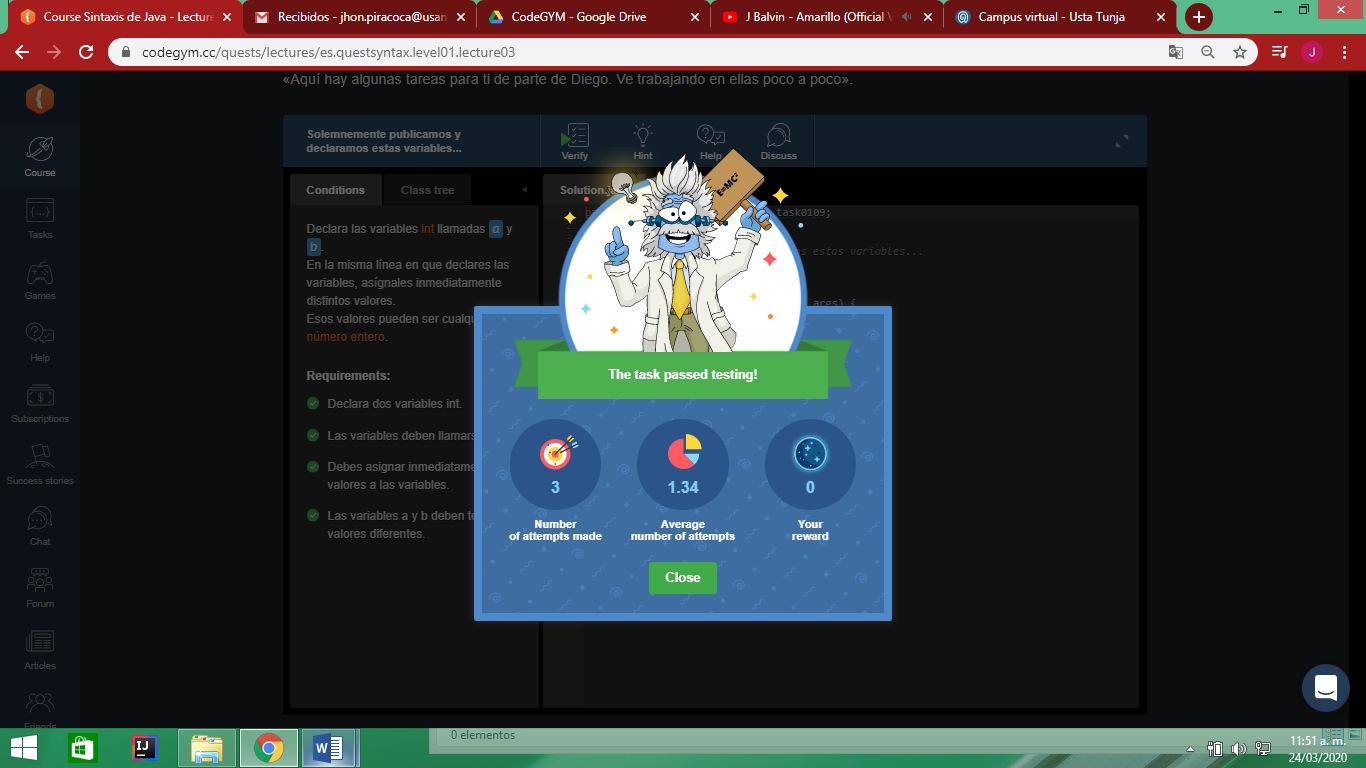 Course Sintaxis de Java - Lecture
Recibidos - jhon.piracoca@usan
CodeGYM - Google Drive
J Balvin - Amarillo (Official V
Campus virtual - Usta Tunja
codegym.cc/quests/lectures/es.questsyntax.level01.lecture03
J
«Aquí hay algunas tareas para ti de parte de Diego. Ve trabajando en ellas poco a poco».
Course
Tasks
Games
Help
Subscriptions
Success stories
Chat
Forum
Articles
Friends
Solemnemente publicamos y
declaramos estas variables...
Verify
Hint
Help
Discuss
Conditions
Class tree
Solution.j
Declara las variables int llamadas a y
b.
En la misma línea en que declares las
variables, asígnales inmediatamente
distintos valores.
Esos valores pueden ser cualqu
número entero.
Requirements:
Declara dos variables int.
Las variables deben llamars
Debes asignar inmediatame
valores a las variables.
Las variables a y b deben te
valores diferentes.
task0109;
s estas variables...
args) {
E=MC²
The task passed testing!
3
Number
of attempts made
1.34
Average
number of attempts
0
Your
reward
Close
IJ
W
0 elementos
11:51 a. m.
24/03/2020